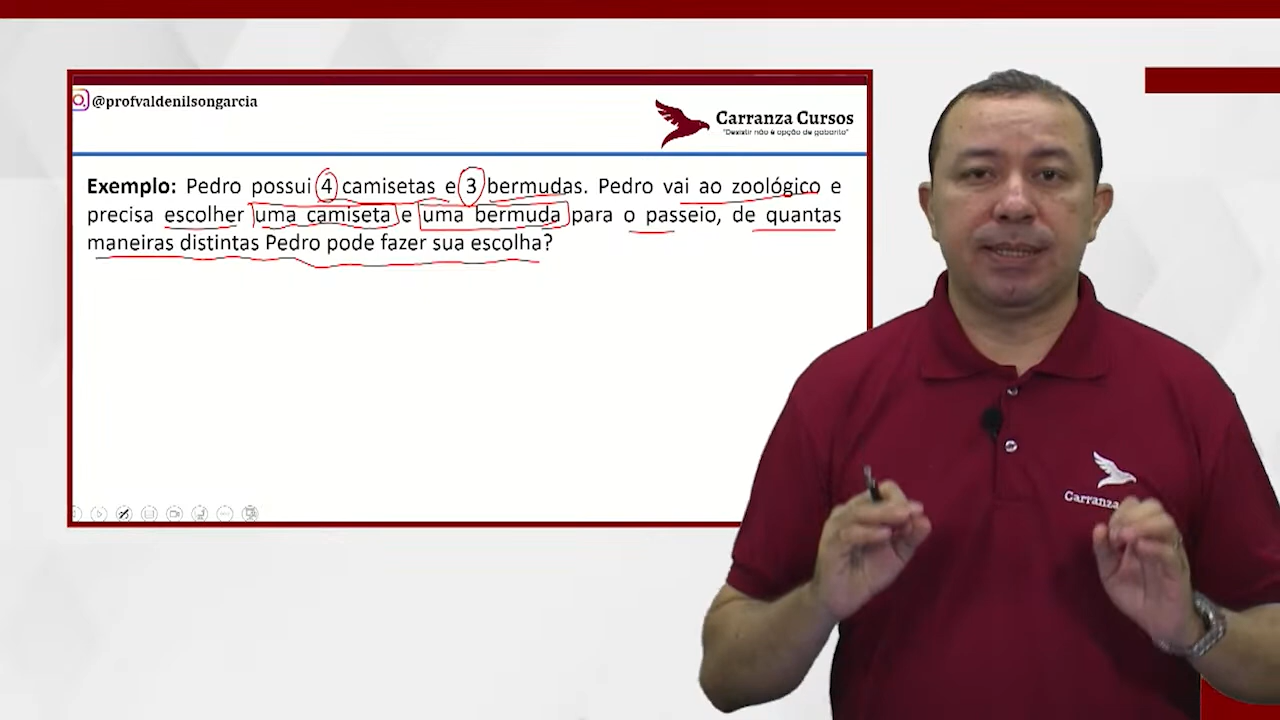 @profvaldenilsongarcia
Carranza Cursos
"Desistir não é opção de gabarito"
Exemplo: Pedro possui 4 camisetas e 3 bermudas. Pedro vai ao zoológico e
precisa escolher uma camiseta e uma bermuda para o passeio, de quantas
maneiras distintas Pedro pode fazer sua escolha?
Carranza